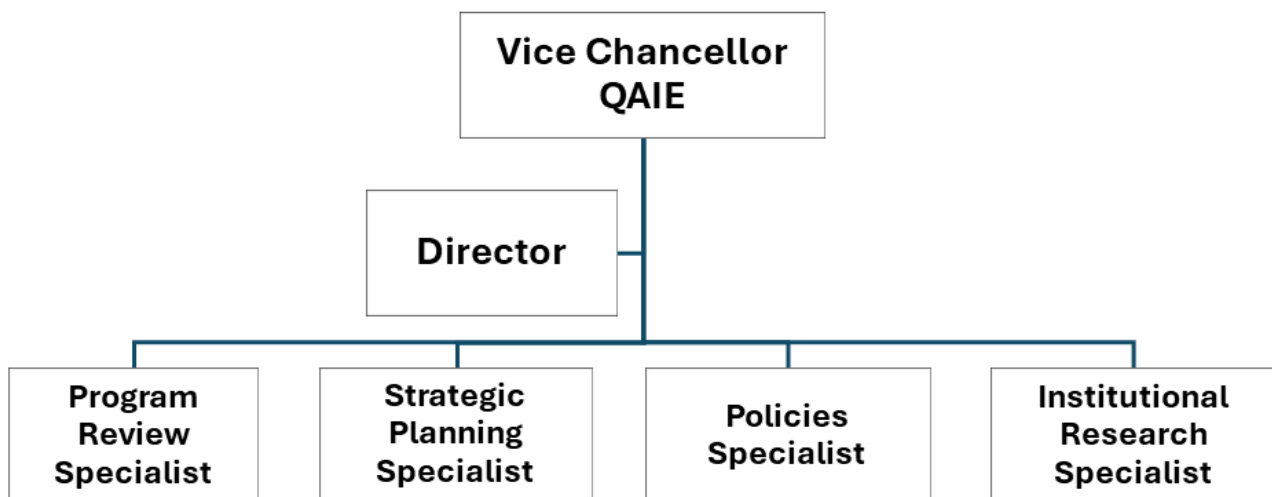 Vice Chancellor
QAIE
Director
Program
Review
Specialist
Strategic
Planning
Specialist
Policies
Specialist
Institutional
Research
Specialist